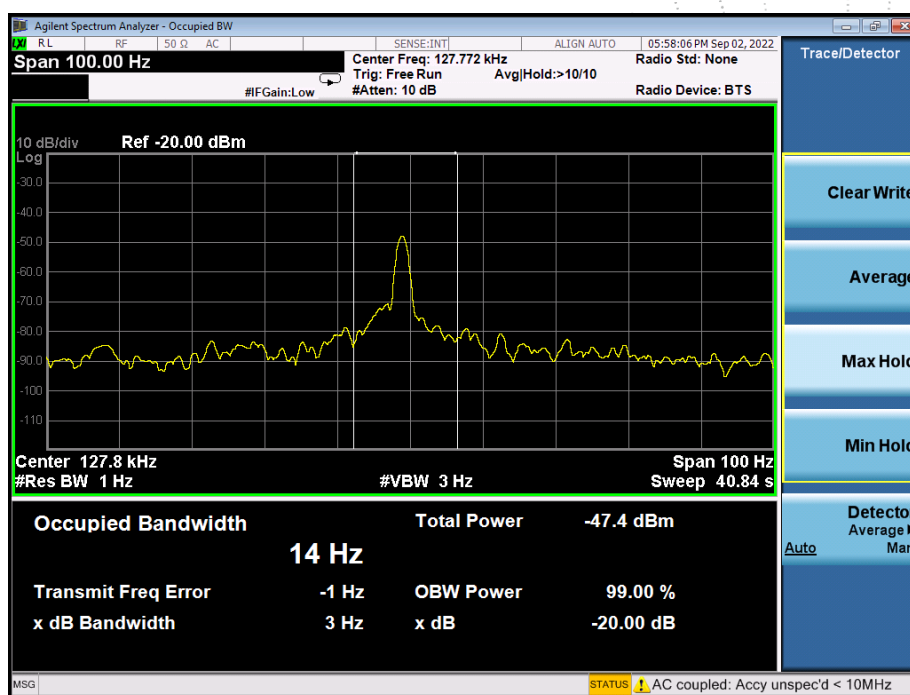 Agilent Spectrum Analyzer - Occupied BW
LXI RL RF 50 Ω AC SENSE:INT ALIGN AUTO 05:58:06 PM Sep 02, 2022
Span 100.00 Hz
Center Freq: 127.772 kHz Radio Std: None
Trig: Free Run Avg|Hold:>10/10
#IFGain:Low #Atten: 10 dB Radio Device: BTS
Trace/Detector
10 dB/div Ref -20.00 dBm
Log
-30.0
-40.0
-50.0
-60.0
-70.0
-80.0
-90.0
-100
-110
Center 127.8 kHz Span 100 Hz
#Res BW 1 Hz #VBW 3 Hz Sweep 40.84 s
Occupied Bandwidth Total Power -47.4 dBm
14 Hz
Transmit Freq Error -1 Hz OBW Power 99.00 %
x dB Bandwidth 3 Hz x dB -20.00 dB
Clear Write
Average
Max Hold
Min Hold
Detector
Average
Auto Man
MSG STATUS AC coupled: Accy unspec'd < 10MHz